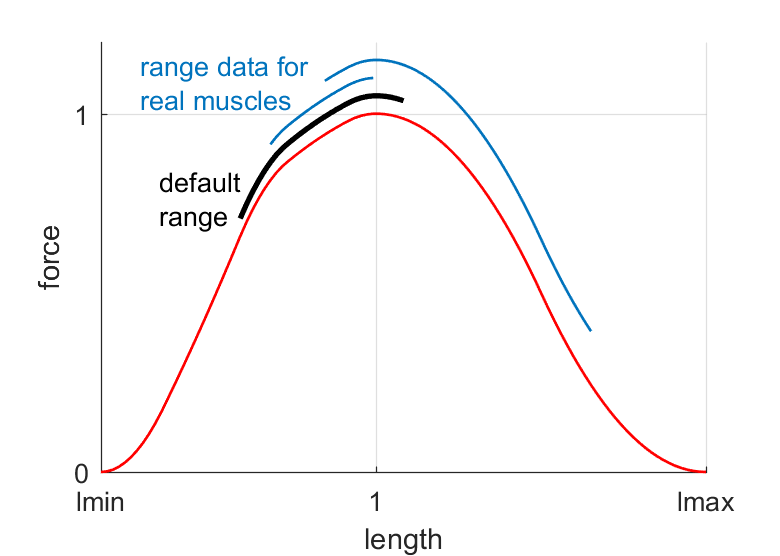 range data for
real muscles
1
default
range
force
0
lmin
1
lmax
length